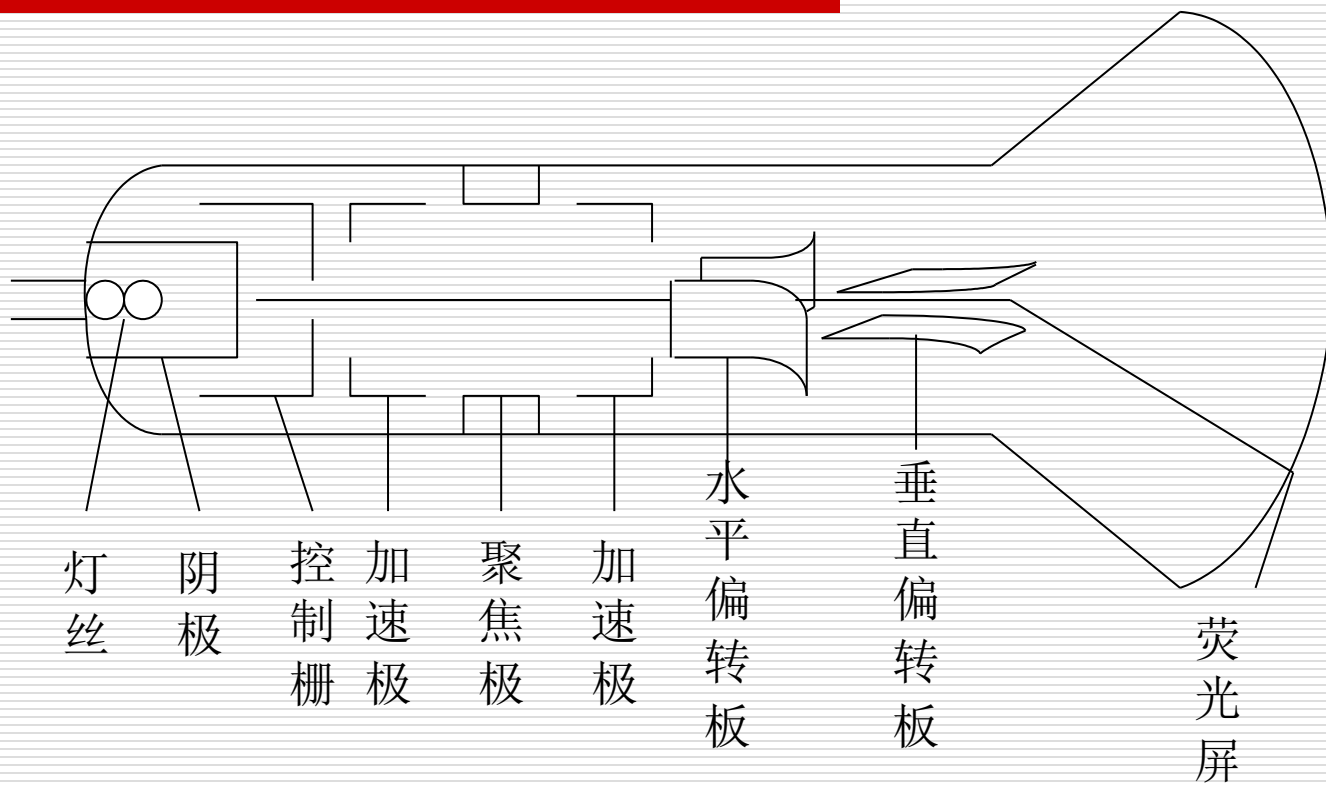 灯丝
阴极
控制栅
加速极
聚焦极
加速极
水平偏转板
垂直偏转板
荧光屏